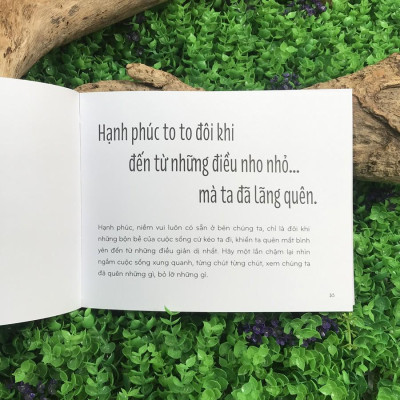 Hạnh phúc to to đôi khi
đến từ những điều nho nhỏ...
mà ta đã lãng quên.
Hạnh phúc, niềm vui luôn có sẵn ở bên chúng ta, chỉ là đôi khi
những bộn bề của cuộc sống cứ kéo ta đi, khiến ta quên mất bình
yên đến từ những điều giản dị nhất. Hãy một lần chậm lại nhìn
ngắm cuộc sống xung quanh, từng chút từng chút, xem chúng ta
đã quên những gì, bỏ lỡ những gì.